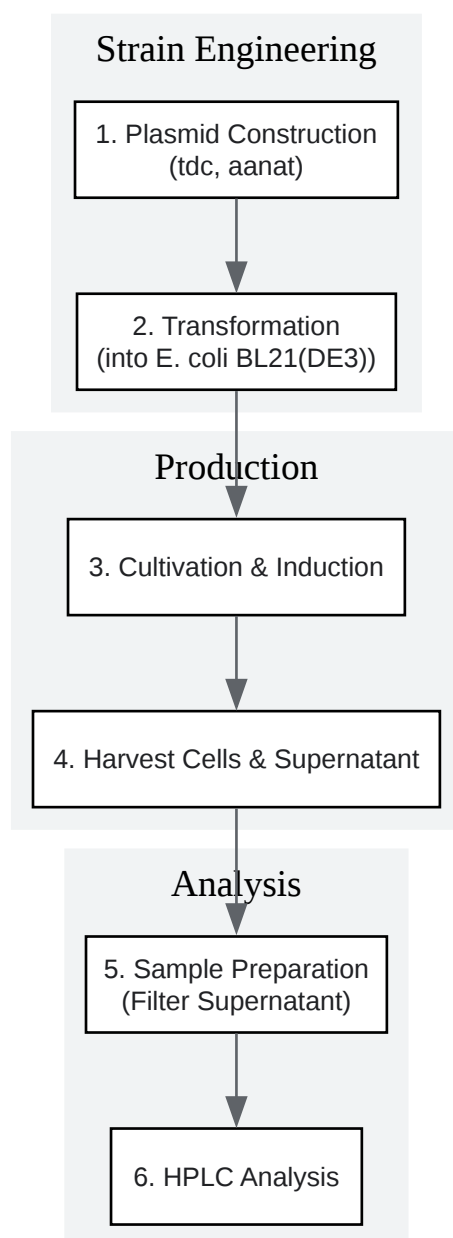 Strain Engineering
1. Plasmid Construction
(tdc, aanat)
2. Transformation
(into E. coli BL21(DE3))
Production
3. Cultivation & Induction
4. Harvest Cells & Supernatant
Analysis
5. Sample Preparation
(Filter Supernatant)
6. HPLC Analysis